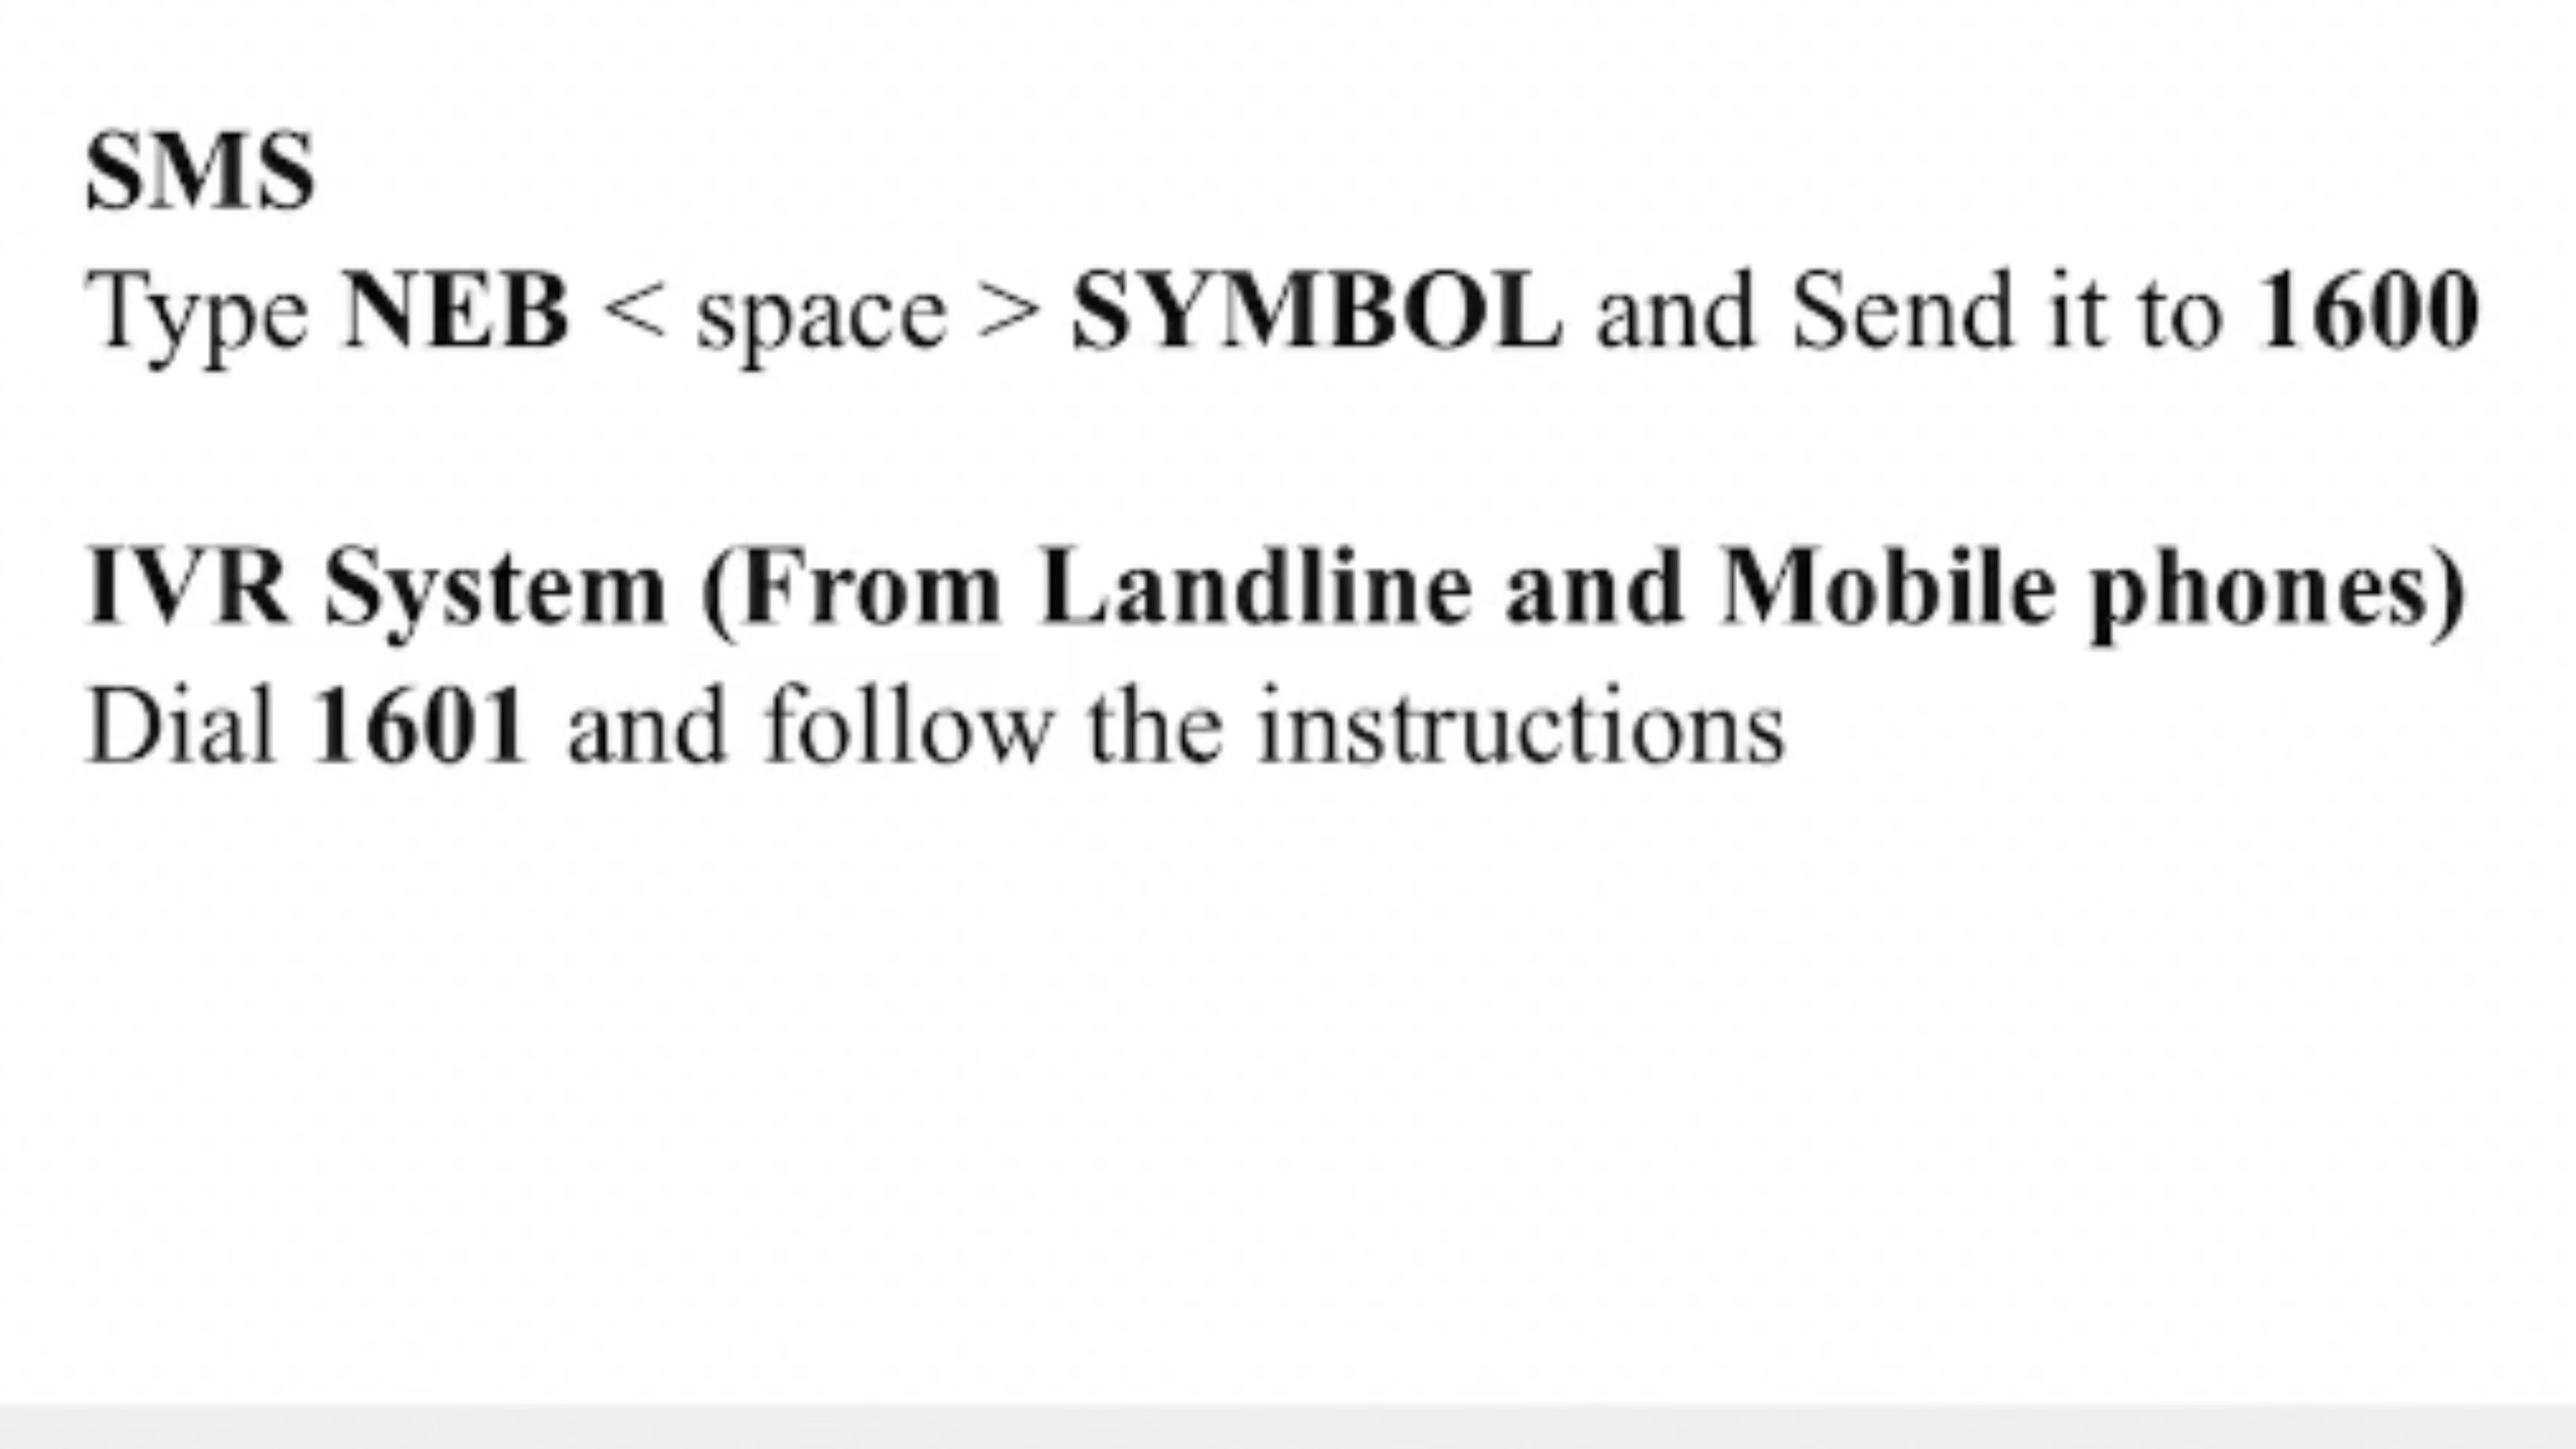 SMS
Type NEB < space > SYMBOL and Send it to 1600
IVR System (From Landline and Mobile phones)
Dial 1601 and follow the instructions